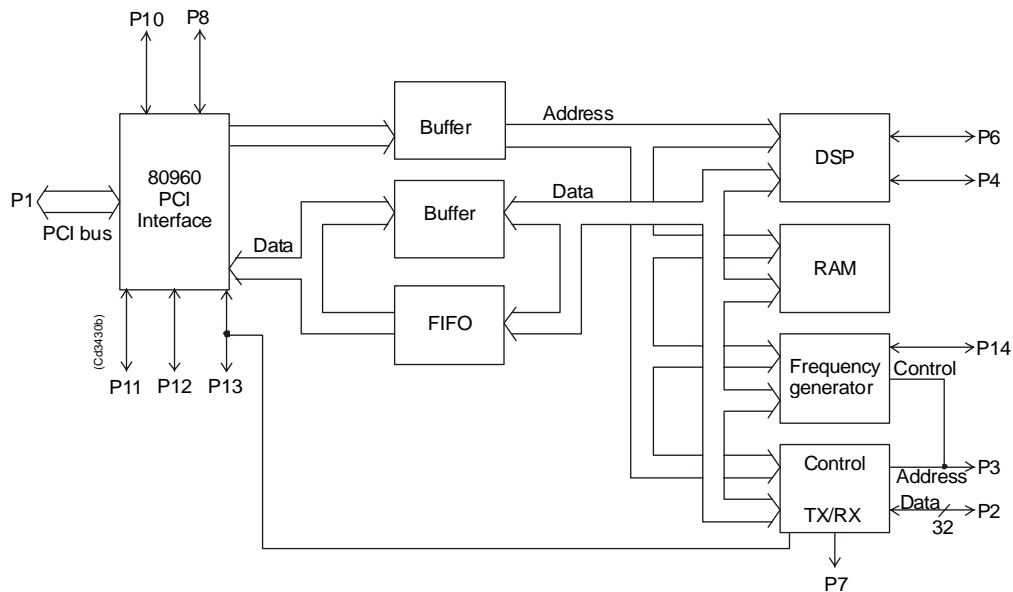 P10
P8
Buffer
Address
DSP
P6
P4
P1
PCI bus
80960
PCI
Interface
Buffer
Data
Data
RAM
FIFO
(Cd3430b)
P11
P12
P13
Frequency
generator
P14
Control
Control
TX/RX
P3
Address
Data
32
P2
P7